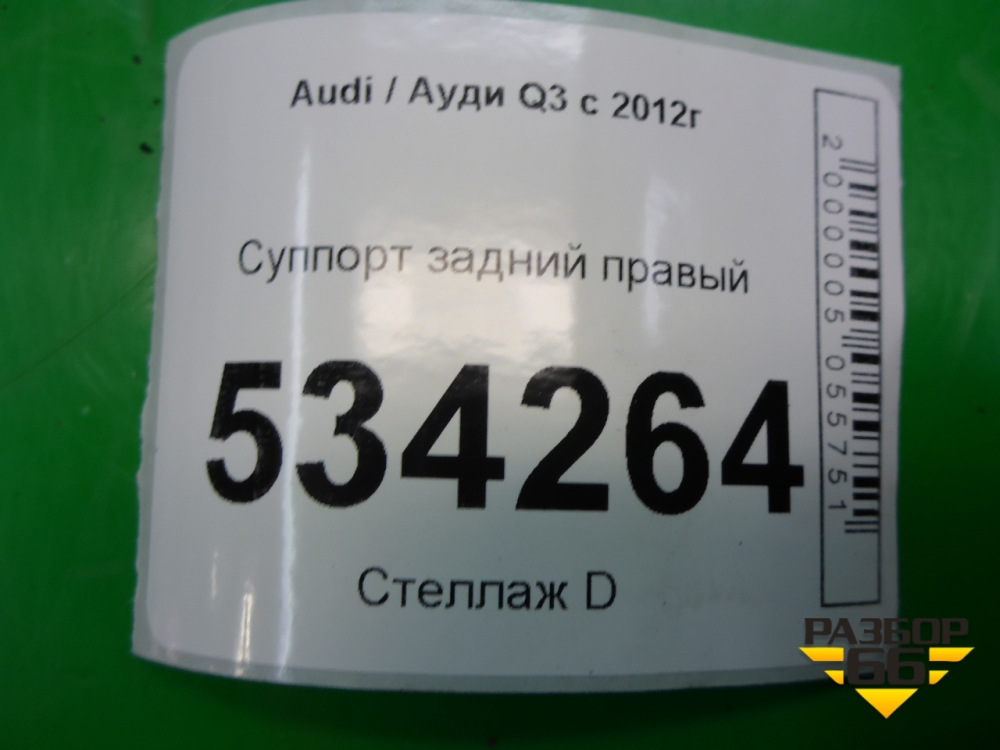 Audi / Ауди Q3 с 2012г
Суппорт задний правый
534264
Стеллаж D
2000005055751
РАЗБОР
66